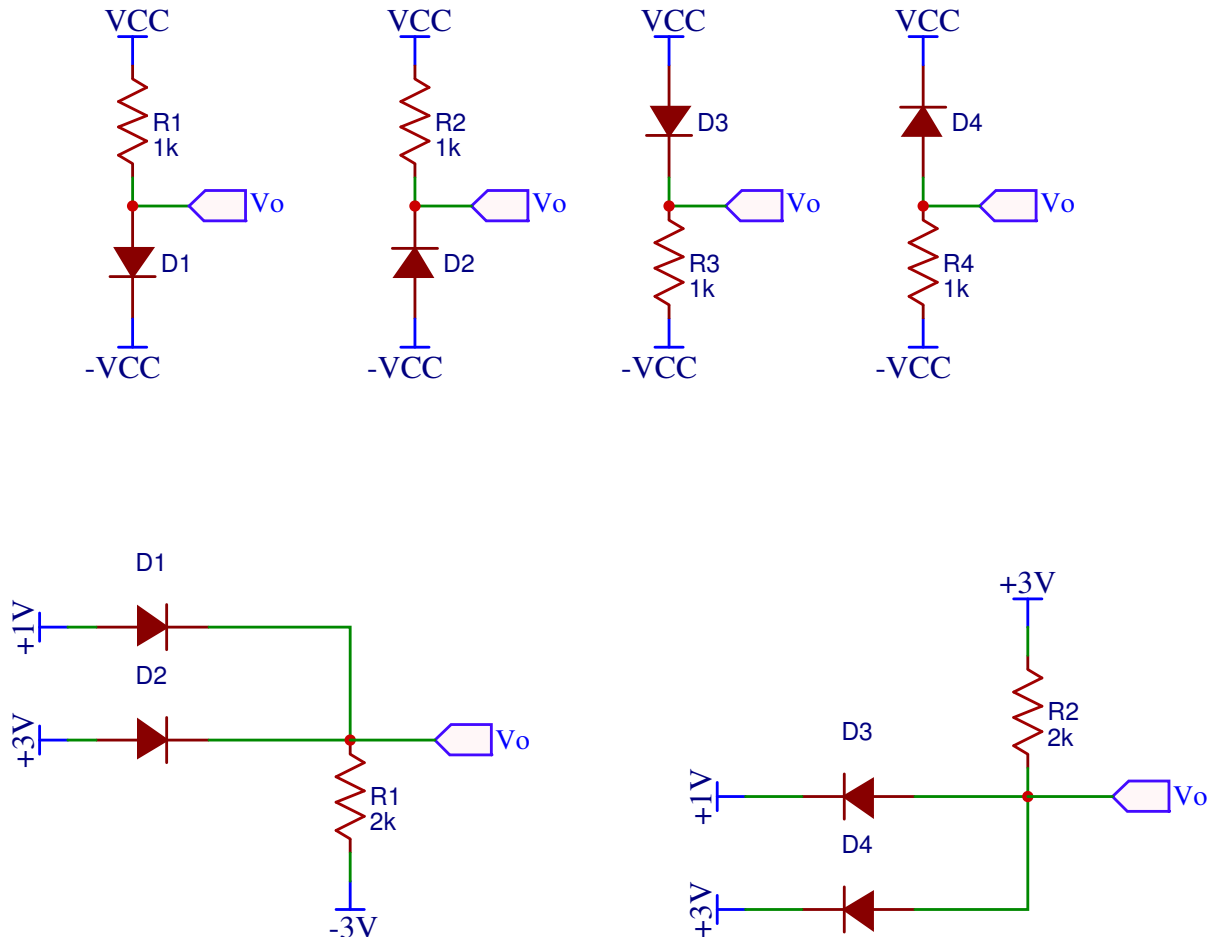 VCC
VCC
VCC
VCC
R1
1k
R2
1k
D3
D4
Vo
Vo
Vo
Vo
D1
D2
R3
1k
R4
1k
-VCC
-VCC
-VCC
-VCC
D1
+1V
D2
+3V
Vo
R1
2k
-3V
+3V
R2
2k
D3
+1V
Vo
D4
+3V